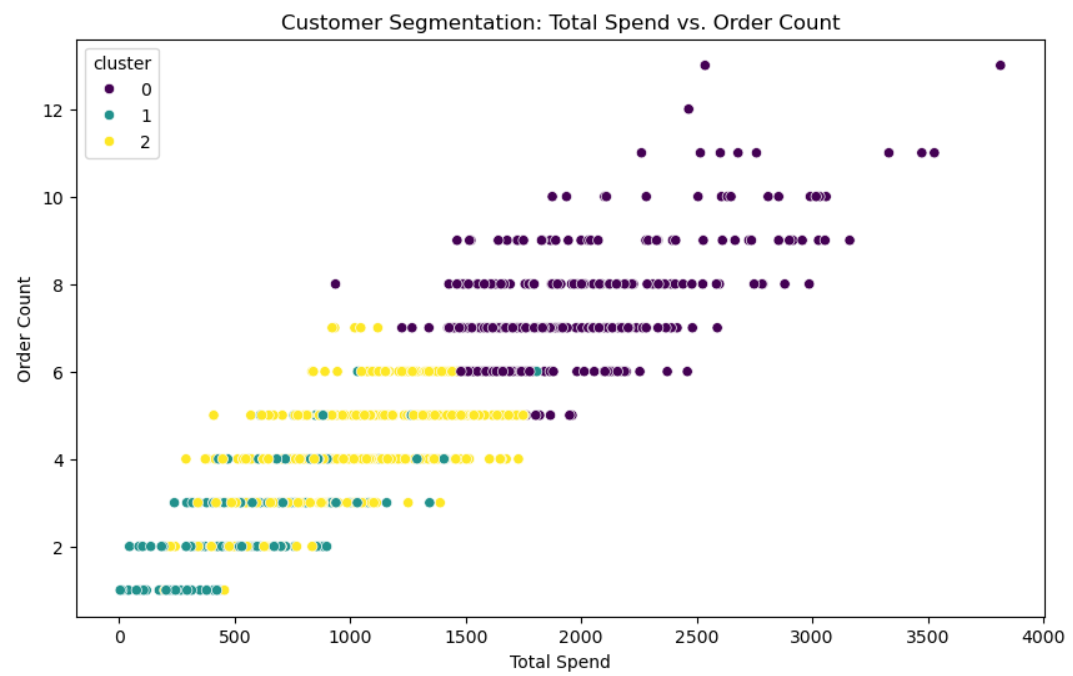 Customer Segmentation: Total Spend vs. Order Count
cluster
0
1
2
12
10
8
6
4
2
Order Count
0 500 1000 1500 2000 2500 3000 3500 4000
Total Spend